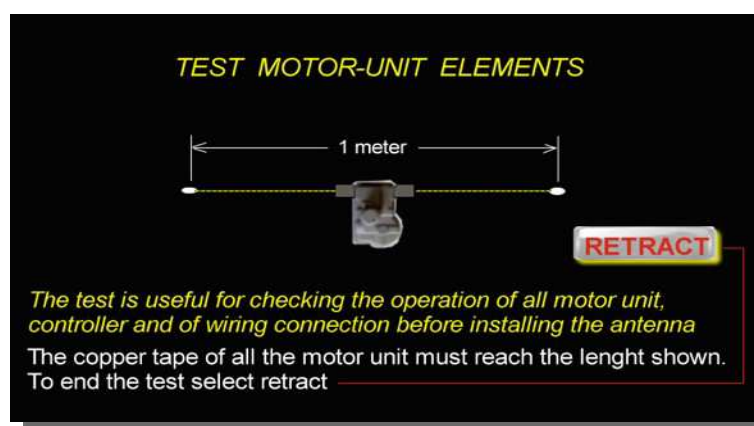 TEST MOTOR-UNIT ELEMENTS
1 meter
RETRACT
The test is useful for checking the operation of all motor unit,
controller and of wiring connection before installing the antenna
The copper tape of all the motor unit must reach the lenght shown.
To end the test select retract